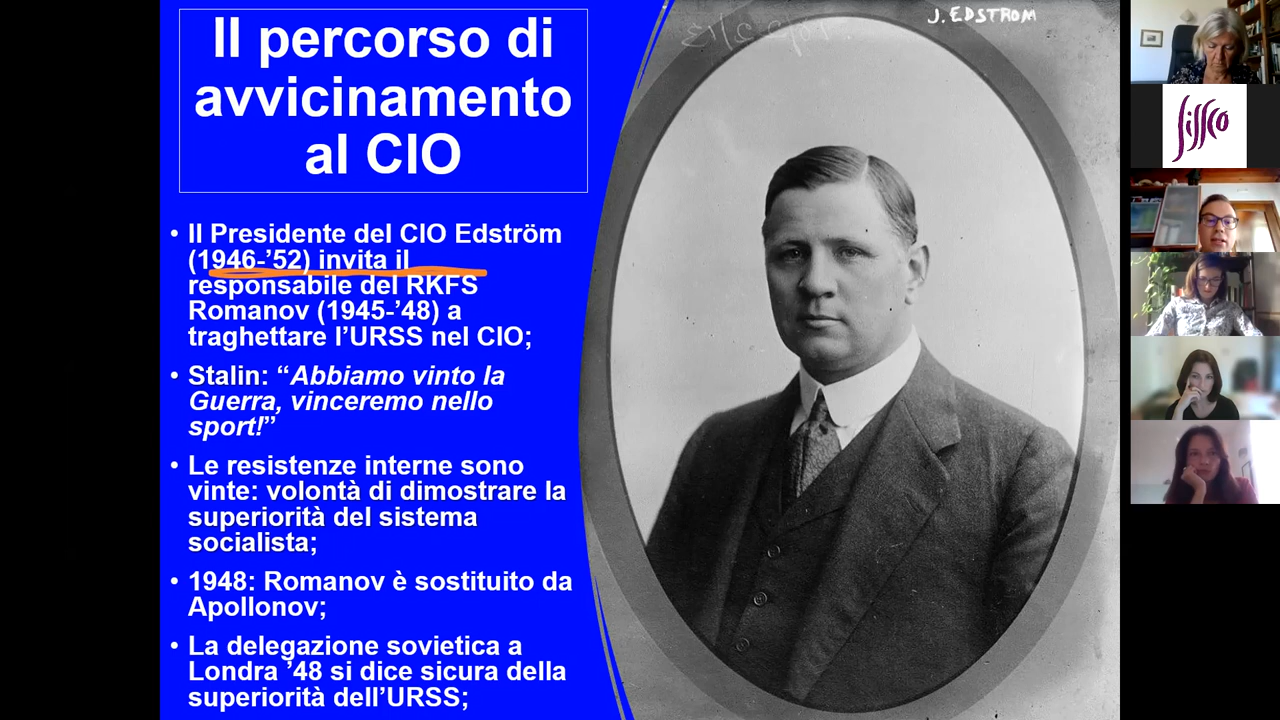 Il percorso di
avvicinamento
al CIO
• Il Presidente del CIO Edström
(1946-’52) invita il
responsabile del RKFS
Romanov (1945-’48) a
traghettare l’URSS nel CIO;
• Stalin: “Abbiamo vinto la
Guerra, vinceremo nello
sport!”
• Le resistenze interne sono
vinte: volontà di dimostrare la
superiorità del sistema
socialista;
• 1948: Romanov è sostituito da
Apollonov;
• La delegazione sovietica a
Londra ’48 si dice sicura della
superiorità dell’URSS;
J. EDSTROM